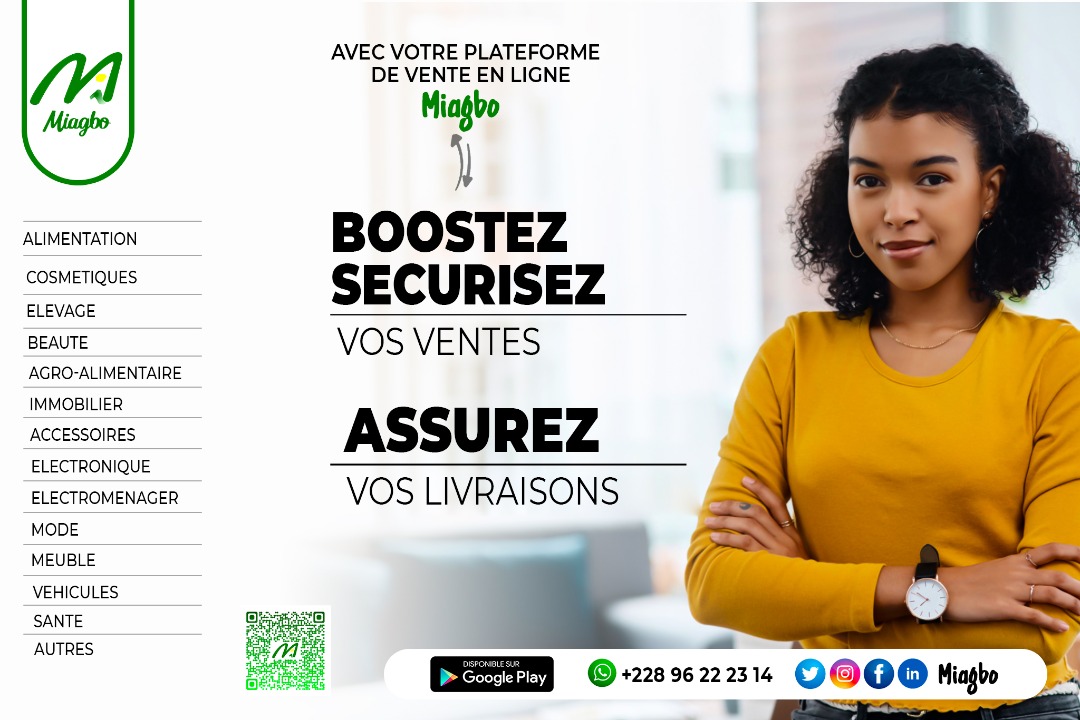 Miagbo
ALIMENTATION
COSMETIQUES
ELEVAGE
BEAUTE
AGRO-ALIMENTAIRE
IMMOBILIER
ACCESSOIRES
ELECTRONIQUE
ELECTROMENAGER
MODE
MEUBLE
VEHICULES
SANTE
AUTRES
AVEC VOTRE PLATEFORME
DE VENTE EN LIGNE
Miagbo
BOOSTEZ
SECURISEZ
VOS VENTES
ASSUREZ
VOS LIVRAISONS
DISPONIBLE SUR
Google Play
+228 96 22 23 14
Miagbo